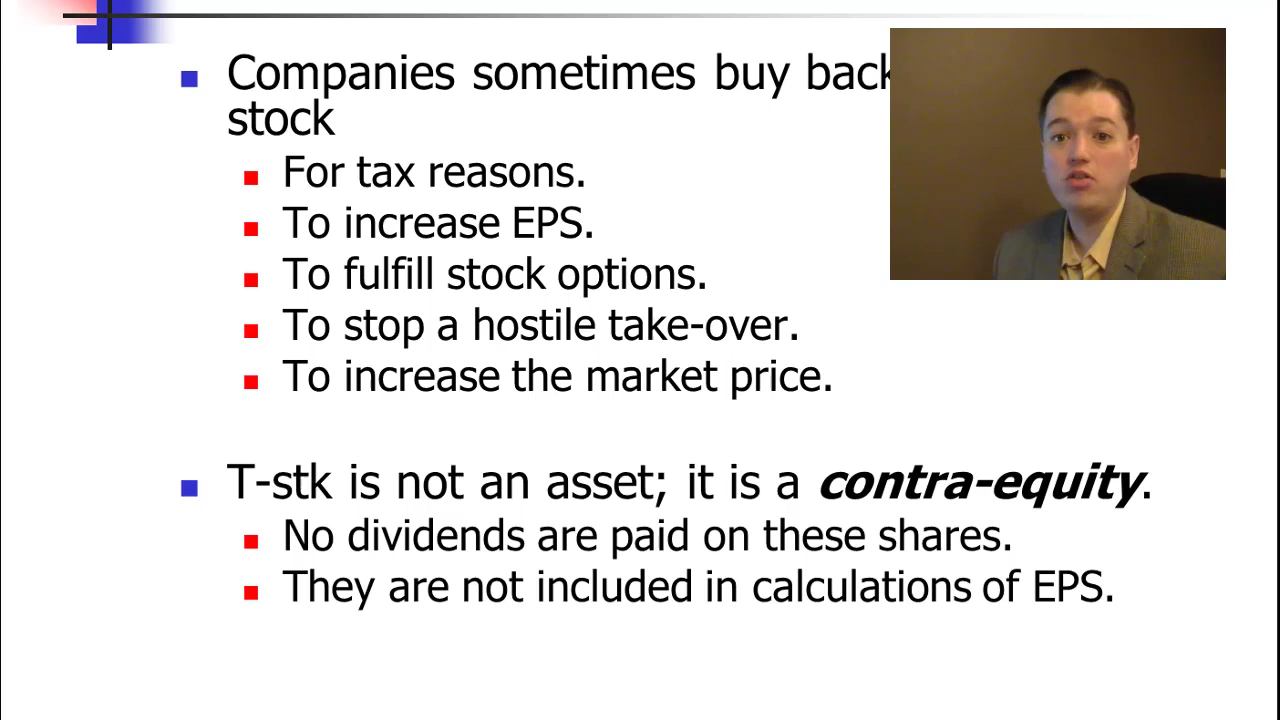 Companies sometimes buy back
stock
For tax reasons.
To increase EPS.
To fulfill stock options.
To stop a hostile take-over.
To increase the market price.
T-stk is not an asset; it is a contra-equity.
No dividends are paid on these shares.
They are not included in calculations of EPS.